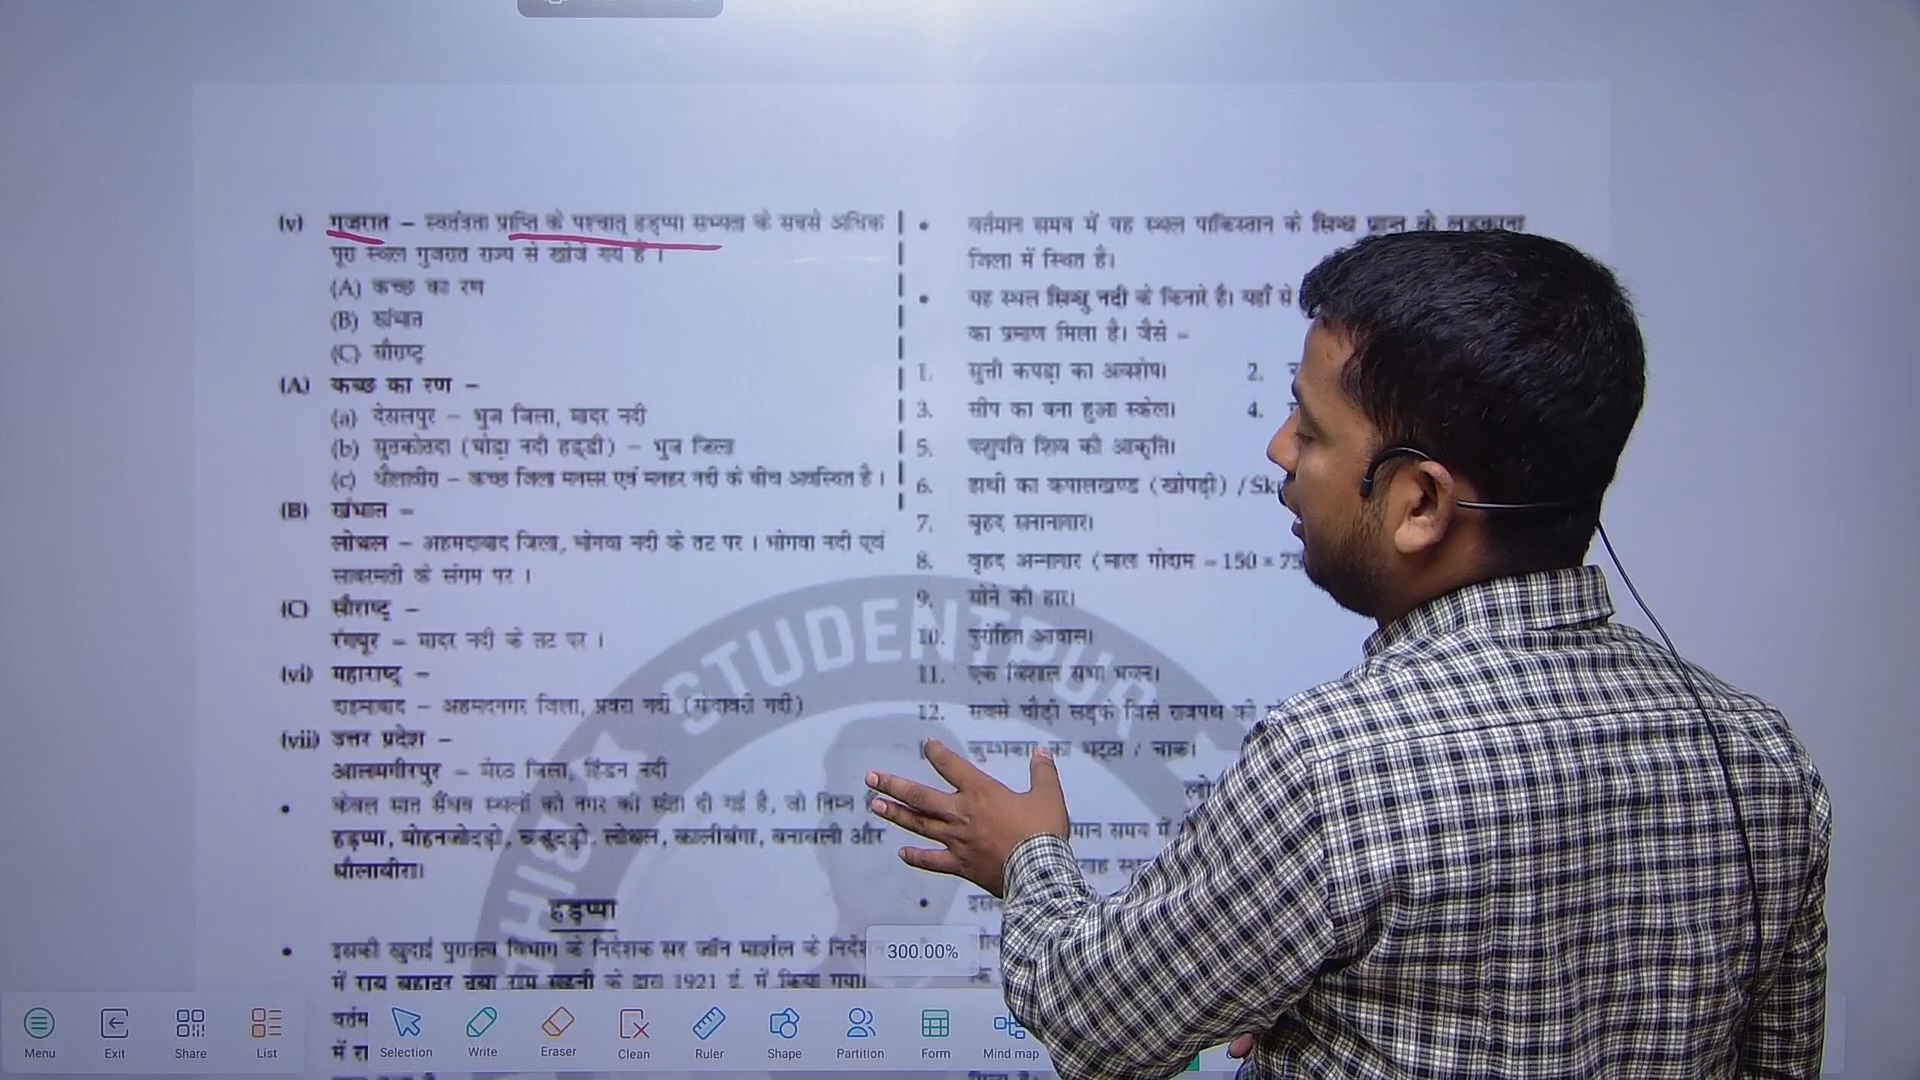 (v) गुजरात – स्वतंत्रता प्राप्ति के पश्चात् हड़प्पा सभ्यता के सबसे अधिक
पूरा स्थल गुजरात राज्य से खोजे गये हैं ।
(A) कच्छ का रण
(B) खंभात
(C) सौराष्ट्र
(A) कच्छ का रण –
(a) देसलपुर – भुज जिला, मादर नदी
(b) सुतकोतदा (घोड़ा नदी हड्डी) – भुज जिला
(c) धौलावीरा – कच्छ जिला मनसर एवं मनहर नदी के बीच अवस्थित है ।
(B) खंभात –
लोथल – अहमदाबाद जिला, भोगवा नदी के तट पर । भोगवा नदी एवं
साबरमती के संगम पर ।
(C) सौराष्ट्र –
रंगपूर – मादर नदी के तट पर ।
(vi) महाराष्ट्र –
दाइमाबाद – अहमदनगर जिला, प्रवरा नदी (गोदावरी नदी)
(vii) उत्तर प्रदेश –
आलमगीरपुर – मेरठ जिला, हिंडन नदी
• केवल सात सैंधव स्थलों को नगर की संज्ञा दी गई है, जो निम्न
हड़प्पा, मोहनजोदड़ो, चन्हुदड़ो, लोथल, कालीबंगा, बनावली और
धौलावीरा।
हड़प्पा
• इसकी खुदाई पुरातत्व विभाग के निर्देशक सर जॉन मार्शल के
में राय बहादुर दया राम साहनी के द्वारा 1921 ई. में किया गया।
• वर्तमान समय में यह स्थल पाकिस्तान के सिन्ध प्रान्त के लड़काना
जिला में स्थित है।
• यह स्थल सिन्धु नदी के किनारे है। यहाँ से
का प्रमाण मिला है। जैसे –
1. सुत्ती कपड़ा का अवशेष। 2.
3. सीप का बना हुआ स्केल। 4.
5. पशुपति शिव की आकृति।
6. हाथी का कपालखण्ड (खोपड़ी) /
7. बृहद स्नानागार।
8. वृहद अन्नागार (माल गोदाम – 150 × 75
9. सोने की हार।
10. पुरोहित आवास।
11. एक विशाल सभा भवन।
12. सबसे चौड़ी सड़क जिसे राजपथ
कुम्भकार का भट्टा / चाक।
STUDENTPUR
300.00%
Menu Exit Share List Selection Write Eraser Clean Ruler Shape Partition Form Mind map